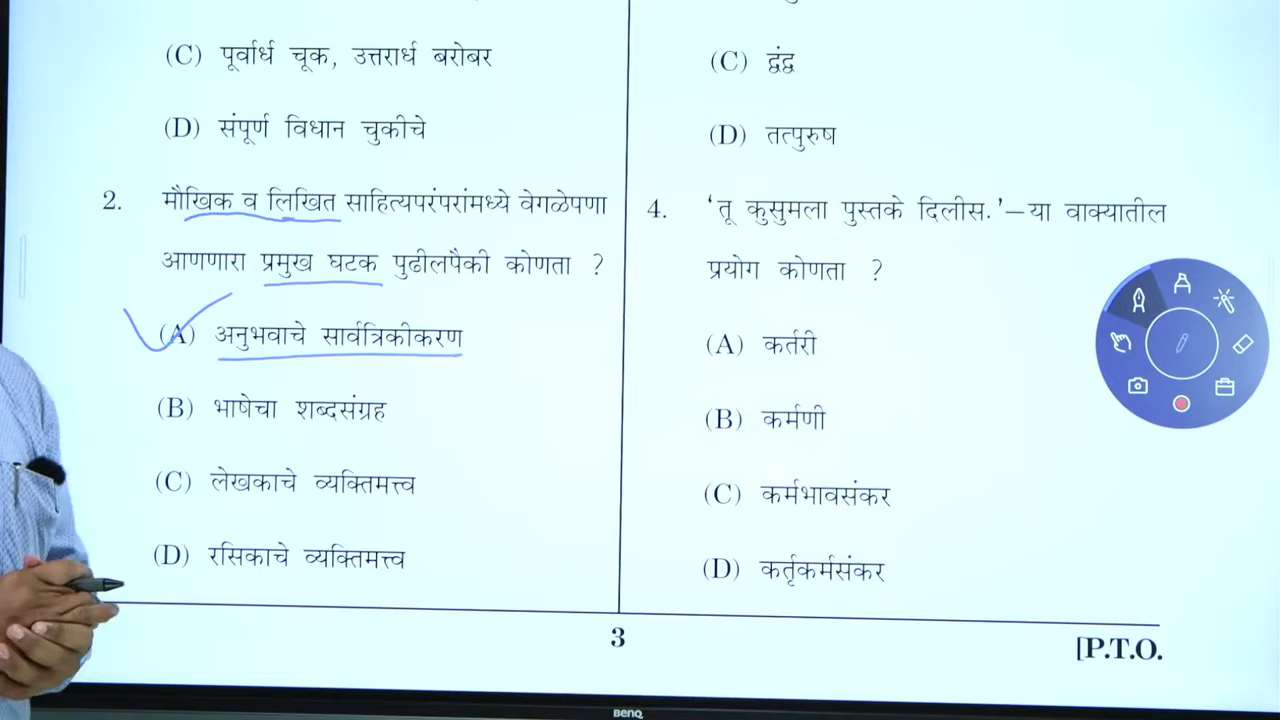 (C) पूर्वार्ध चूक, उत्तरार्ध बरोबर
(D) संपूर्ण विधान चुकीचे
2. मौखिक व लिखित साहित्यपरंपरांमध्ये वेगळेपणा
आणणारा प्रमुख घटक पुढीलपैकी कोणता ?
(A) अनुभवाचे सार्वत्रिकीकरण
(B) भाषेचा शब्दसंग्रह
(C) लेखकाचे व्यक्तिमत्त्व
(D) रसिकाचे व्यक्तिमत्त्व
(C) द्वंद्व
(D) तत्पुरुष
4. 'तू कुसुमला पुस्तके दिलीस.'–या वाक्यातील
प्रयोग कोणता ?
(A) कर्तरी
(B) कर्मणी
(C) कर्मभावसंकर
(D) कर्तृकर्मसंकर
3
[P.T.O.
BenQ